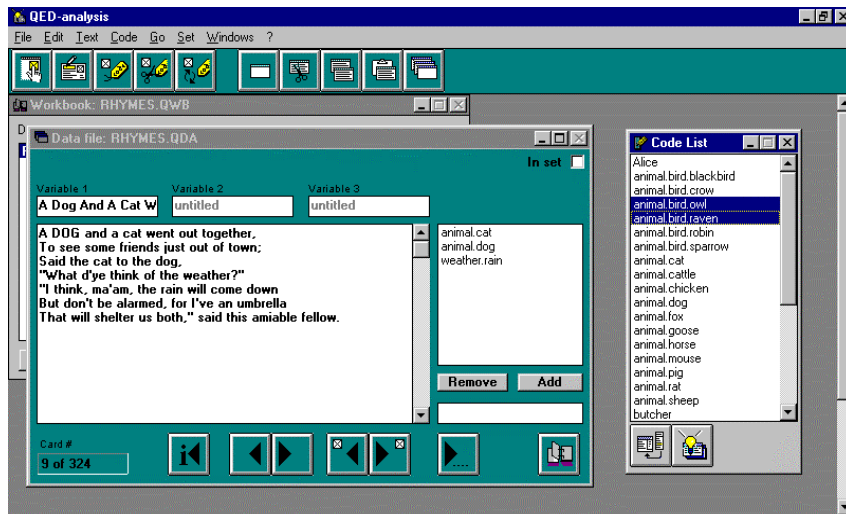 QED-analysis
File Edit Text Code Go Set Windows ?
Workbook: RHYMES.QWB
D
Data file: RHYMES.QDA
In set
Variable 1 Variable 2 Variable 3
A Dog And A Cat W untitled untitled
A DOG and a cat went out together,
To see some friends just out of town;
Said the cat to the dog,
"What d'ye think of the weather?"
"I think, ma'am, the rain will come down
But don't be alarmed, for I've an umbrella
That will shelter us both," said this amiable fellow.
animal.cat
animal.dog
weather.rain
Remove Add
Card #
9 of 324
i
Code List
Alice
animal.bird.blackbird
animal.bird.crow
animal.bird.owl
animal.bird.raven
animal.bird.robin
animal.bird.sparrow
animal.cat
animal.cattle
animal.chicken
animal.dog
animal.fox
animal.goose
animal.horse
animal.mouse
animal.pig
animal.rat
animal.sheep
butcher